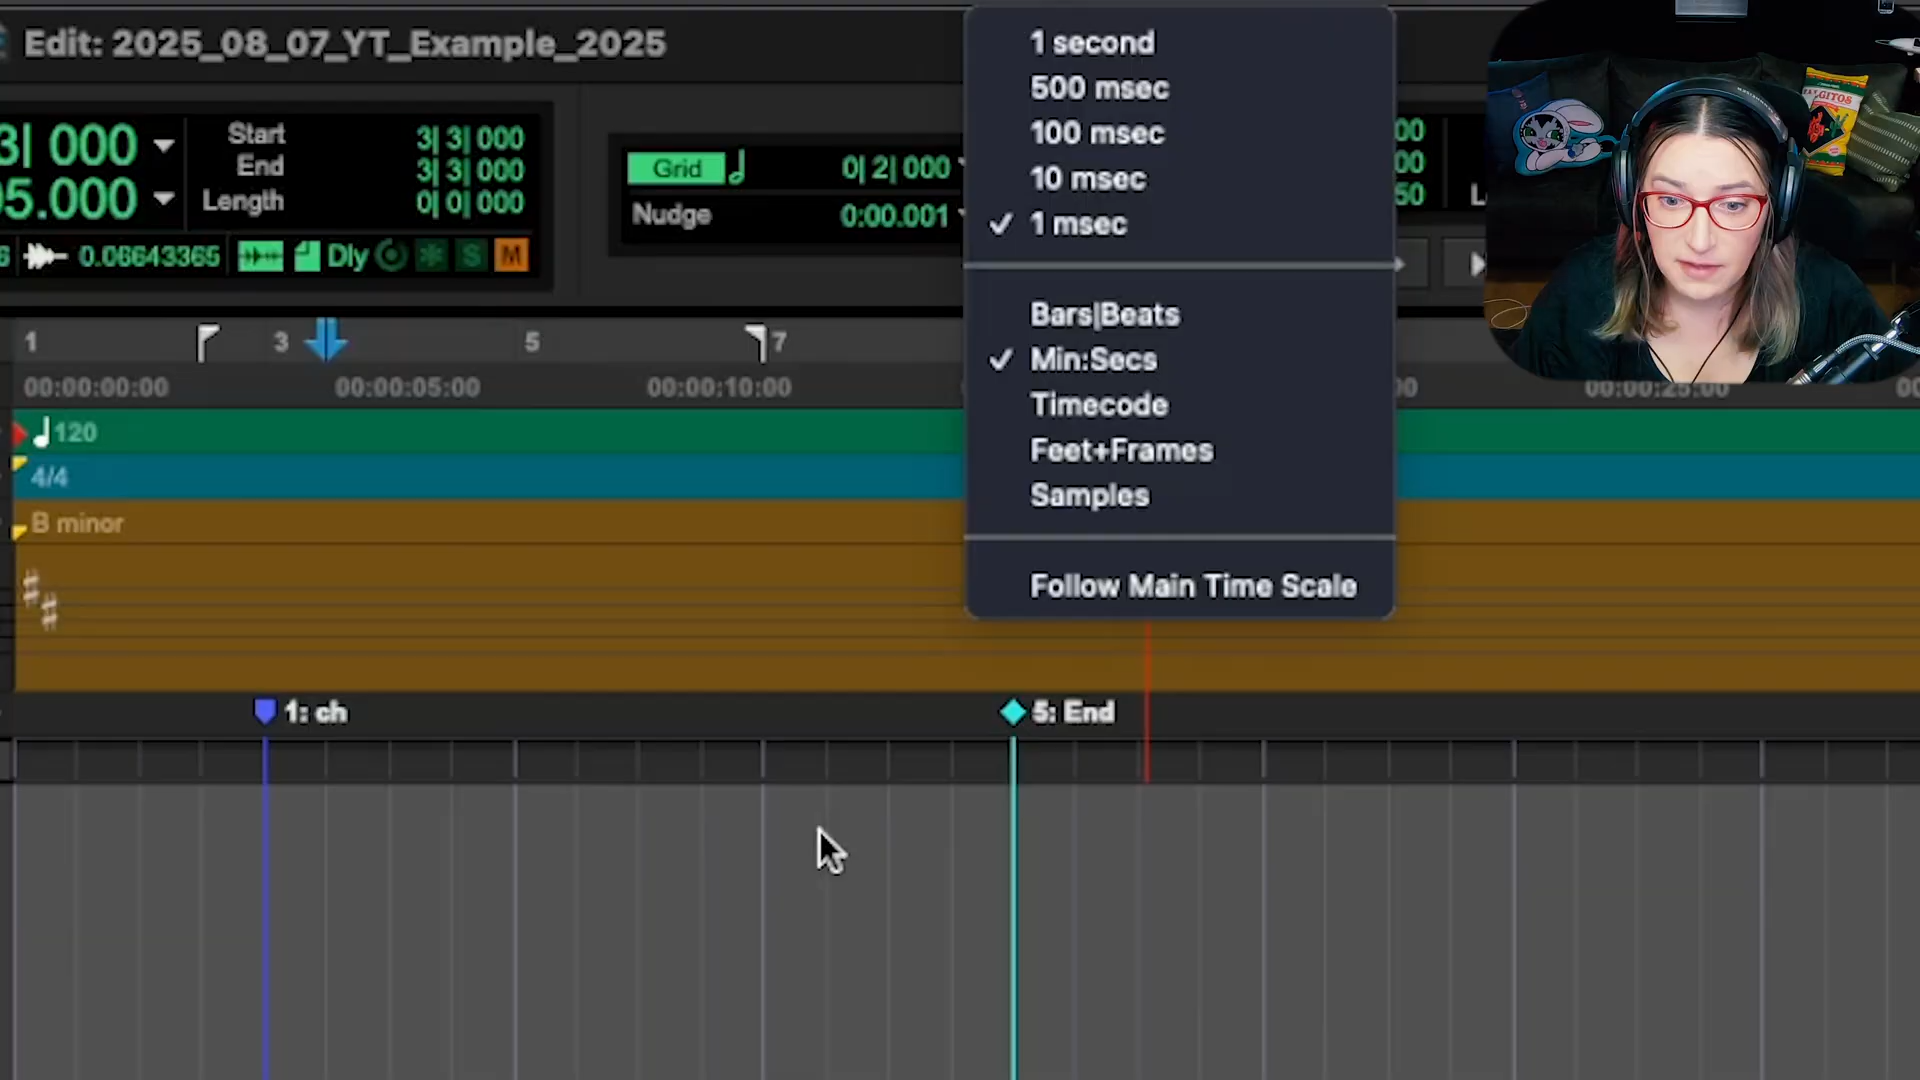 Edit: 2025_08_07_YT_Example_2025
3| 000
Start 3| 3| 000
End 3| 3| 000
Length 0| 0| 000
5.000
0.06643365 Dly S M
Grid 0| 2| 000
Nudge 0:00.001
1 second
500 msec
100 msec
10 msec
✓ 1 msec
Bars|Beats
✓ Min:Secs
Timecode
Feet+Frames
Samples
Follow Main Time Scale
00
00
50
1 3 5 7
00:00:00:00 00:00:05:00 00:00:10:00 00:00:25:00
120
4/4
B minor
1: ch 5: End